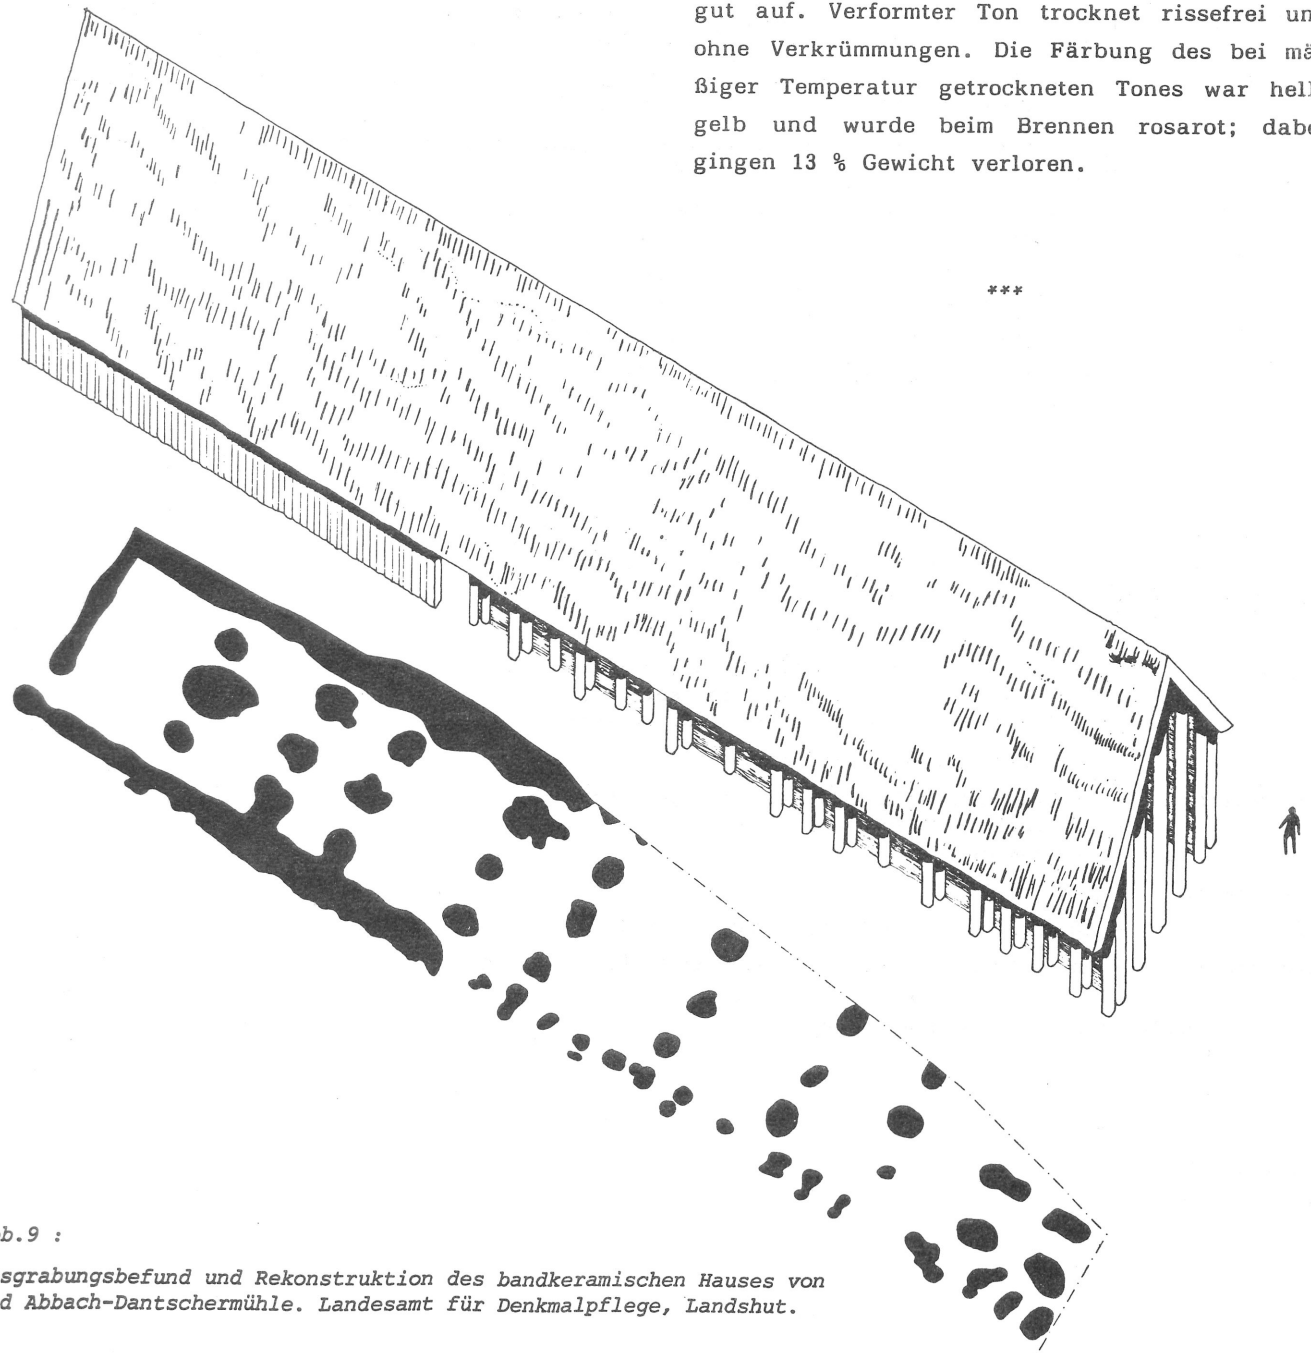 gut auf. Verformter Ton trocknet rissefrei un
ohne Verkrümmungen. Die Färbung des bei mä
ßiger Temperatur getrockneten Tones war hell
gelb und wurde beim Brennen rosarot; dabe
gingen 13 % Gewicht verloren.
***
b.9 :
sgrabungsbefund und Rekonstruktion des bandkeramischen Hauses von
d Abbach-Dantschermühle. Landesamt für Denkmalpflege, Landshut.